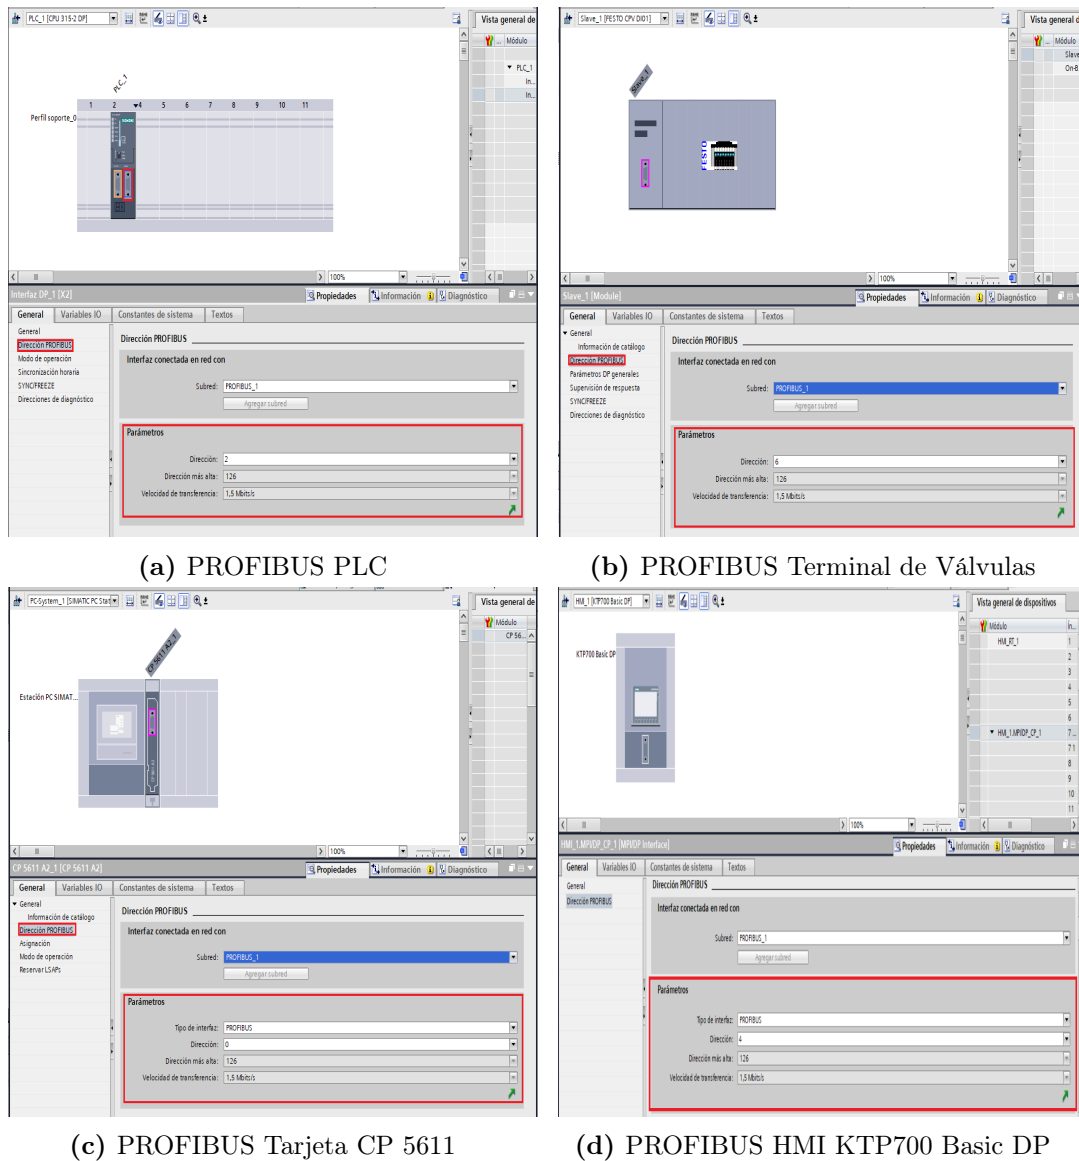 PLC_1 [CPU 315-2 DP]
Vista general de
... Módulo
PLC_1
In...
In...
PLC_1
1 2 4 5 6 7 8 9 10 11
Perfil soporte_0
SIEMENS
100%
Interfaz DP_1 [X2]
Propiedades Información Diagnóstico
General Variables IO Constantes de sistema Textos
General
Dirección PROFIBUS
Modo de operación
Sincronización horaria
SYNC/FREEZE
Direcciones de diagnóstico
Dirección PROFIBUS
Interfaz conectada en red con
Subred: PROFIBUS_1
Agregar subred
Parámetros
Dirección: 2
Dirección más alta: 126
Velocidad de transferencia: 1,5 Mbits/s
(a) PROFIBUS PLC
Slave_1 [FESTO CPV DI01]
Vista general d
... Módulo
Slave
On-B
Slave_1
FESTO
100%
Slave_1 [Module]
Propiedades Información Diagnóstico
General Variables IO Constantes de sistema Textos
General
Información de catálogo
Dirección PROFIBUS
Parámetros DP generales
Supervisión de respuesta
SYNC/FREEZE
Direcciones de diagnóstico
Dirección PROFIBUS
Interfaz conectada en red con
Subred: PROFIBUS_1
Agregar subred
Parámetros
Dirección: 6
Dirección más alta: 126
Velocidad de transferencia: 1,5 Mbits/s
(b) PROFIBUS Terminal de Válvulas
PC-System_1 [SIMATIC PC Stat
Vista general de
Módulo
CP 56...
CP 5611 A2_1
Estación PC SIMAT...
CP 5611 A2
100%
CP 5611 A2_1 [CP 5611 A2]
Propiedades Información Diagnóstico
General Variables IO Constantes de sistema Textos
General
Información de catálogo
Dirección PROFIBUS
Asignación
Modo de operación
Reservar LSAPs
Dirección PROFIBUS
Interfaz conectada en red con
Subred: PROFIBUS_1
Agregar subred
Parámetros
Tipo de interfaz: PROFIBUS
Dirección: 0
Dirección más alta: 126
Velocidad de transferencia: 1,5 Mbits/s
(c) PROFIBUS Tarjeta CP 5611
HMI_1 [KTP700 Basic DP]
Vista general de dispositivos
Módulo Ín...
HMI_RT_1 1
2
3
4
5
6
HMI_1.MPI/DP_CP_1 7...
7 1
8
9
10
11
KTP700 Basic DP
100%
HMI_1.MPI/DP_CP_1 [MPI/DP Interface]
Propiedades Información Diagnóstico
General Variables IO Constantes de sistema Textos
General
Dirección PROFIBUS
Dirección PROFIBUS
Interfaz conectada en red con
Subred: PROFIBUS_1
Agregar subred
Parámetros
Tipo de interfaz: PROFIBUS
Dirección: 4
Dirección más alta: 126
Velocidad de transferencia: 1,5 Mbits/s
(d) PROFIBUS HMI KTP700 Basic DP